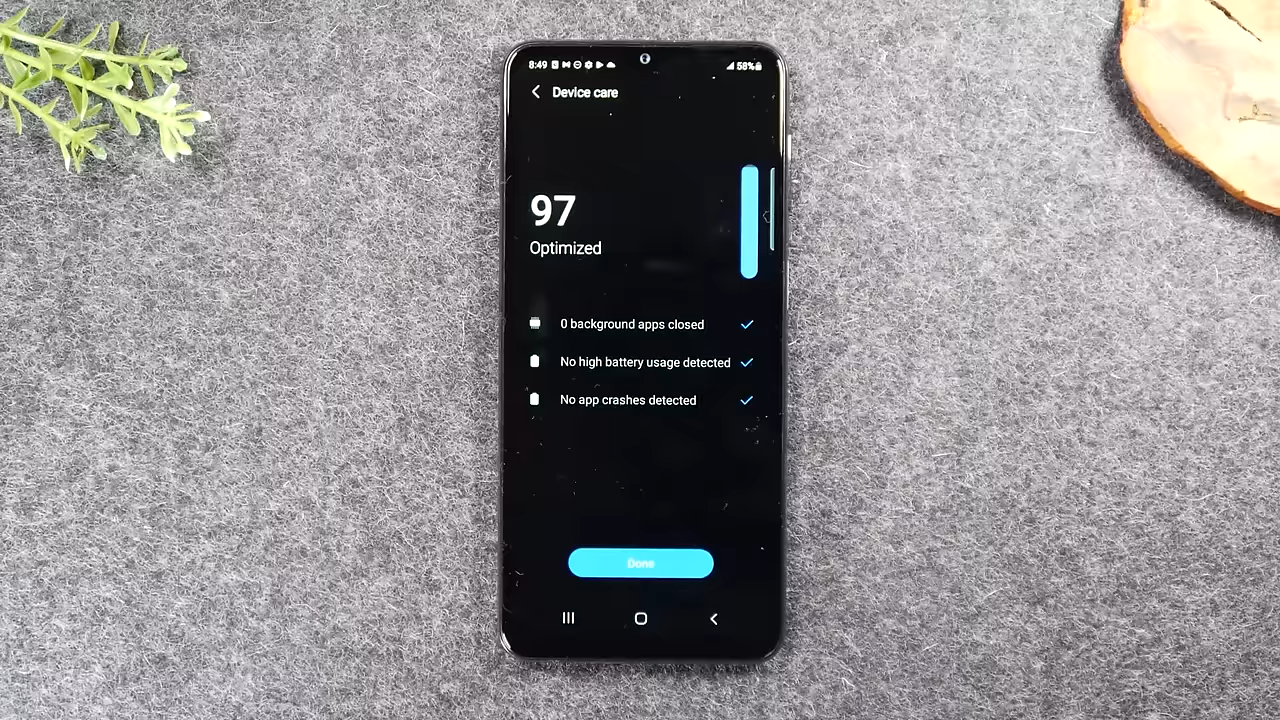 8:49 58%
Device care
97
Optimized
0 background apps closed
No high battery usage detected
No app crashes detected
Done